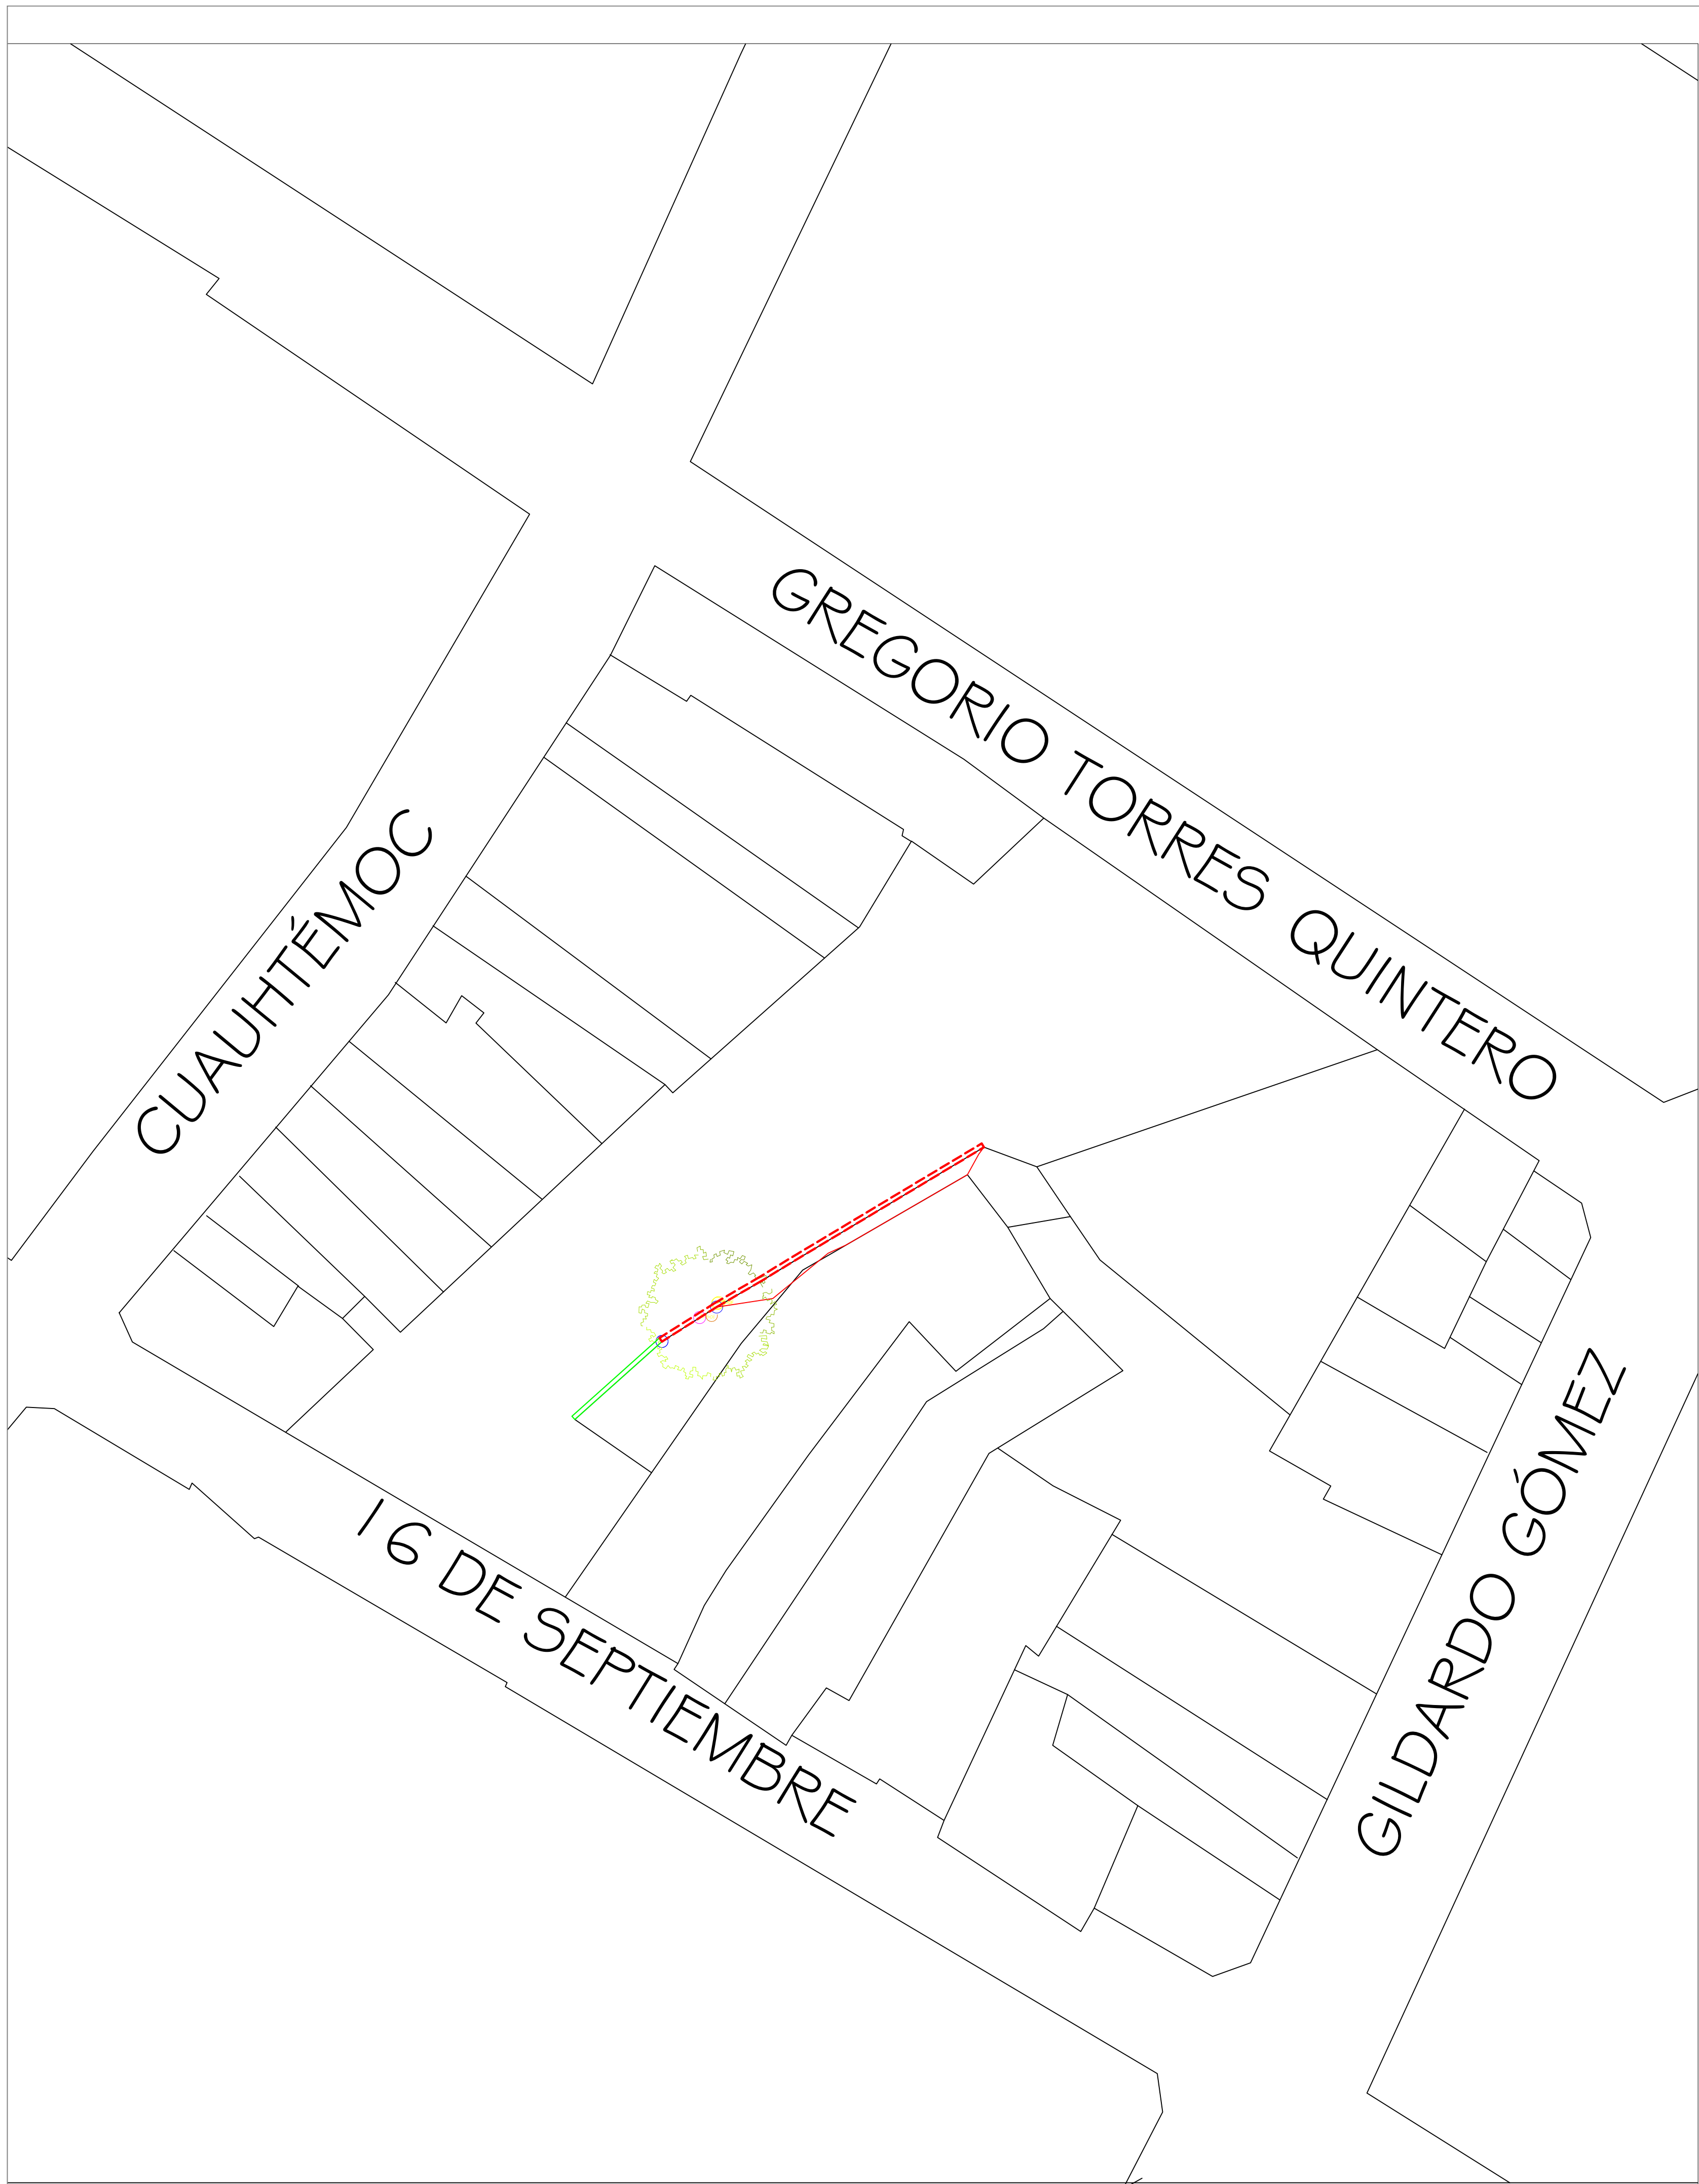 GREGORIO TORRES QUINTERO
CUAUHTÉMOC
GILDARDO GÓMEZ
16 DE SEPTIEMBRE